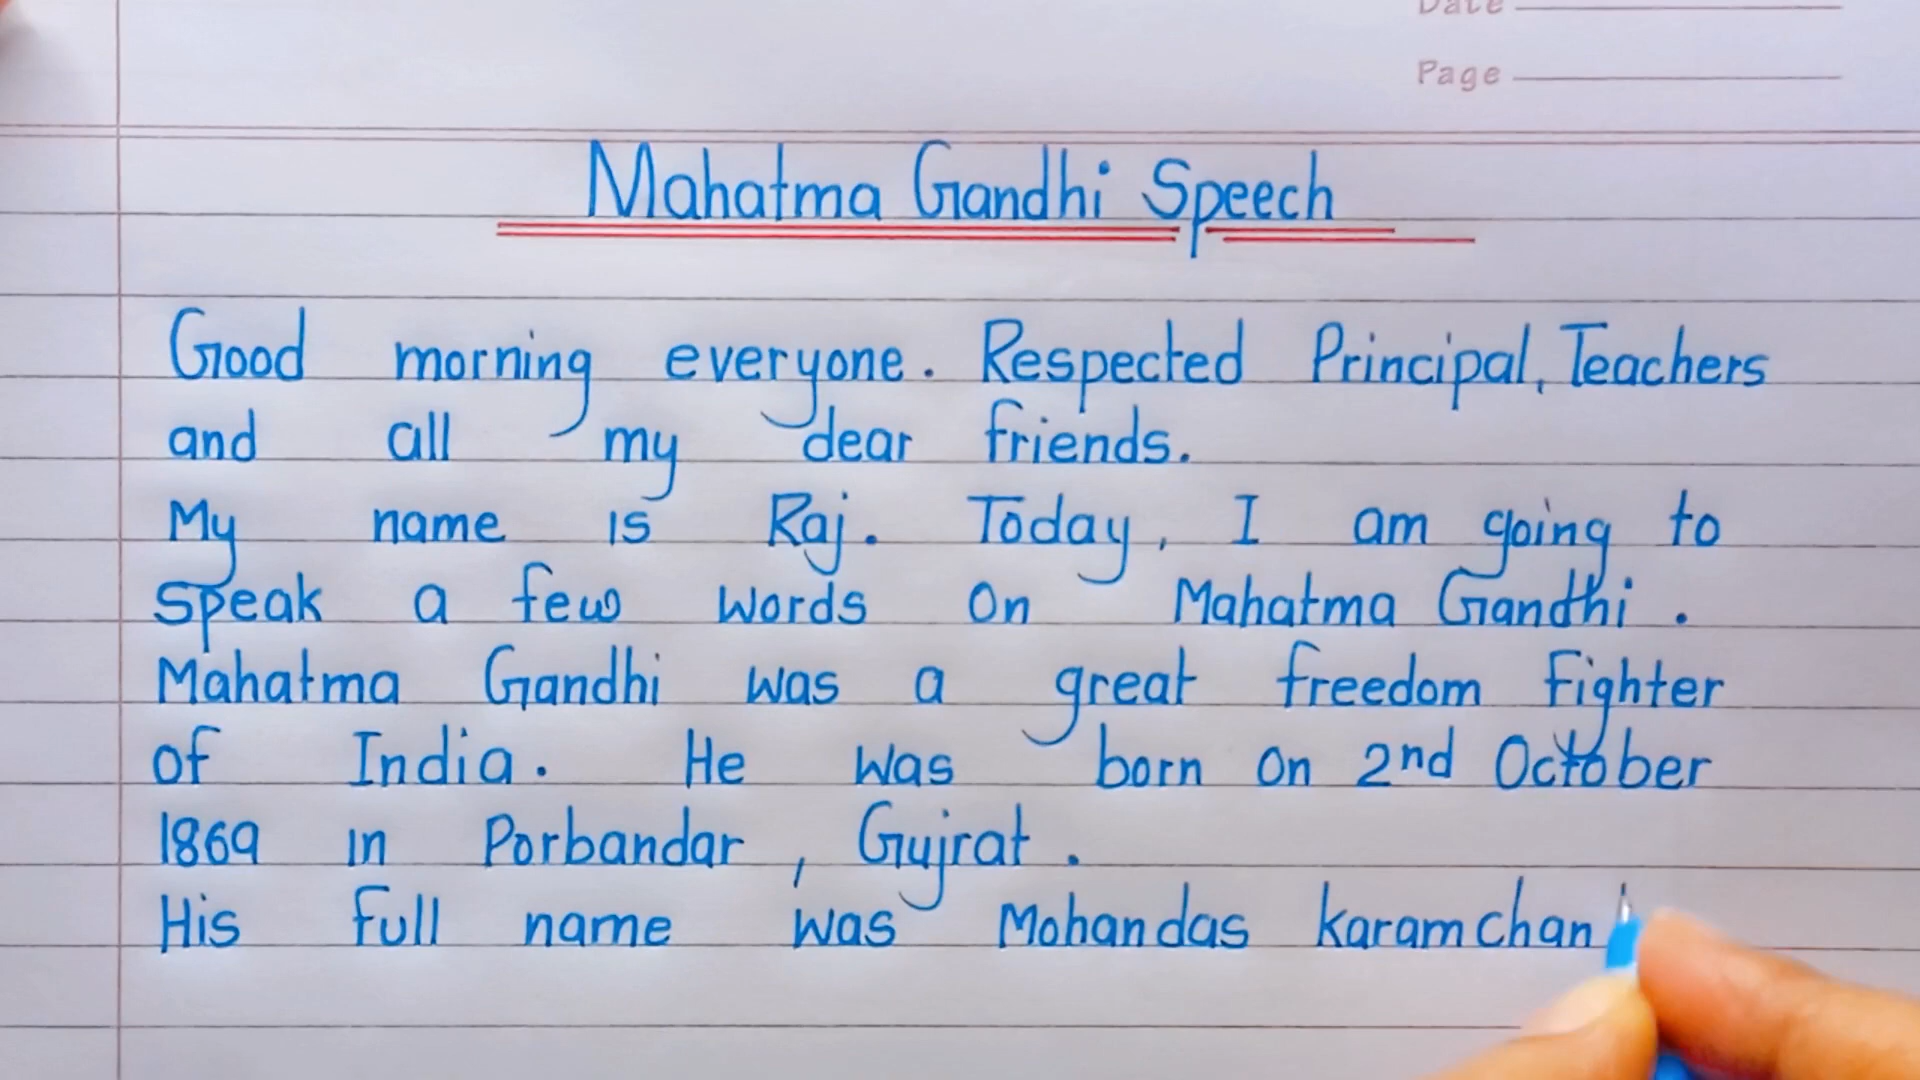 Date
Page
Mahatma Gandhi Speech
Good morning everyone. Respected Principal, Teachers
and all my dear friends.
My name is Raj. Today, I am going to
speak a few words on Mahatma Gandhi.
Mahatma Gandhi was a great freedom fighter
of India. He was born on 2nd October
1869 in Porbandar, Gujrat.
His full name was Mohandas karamchan